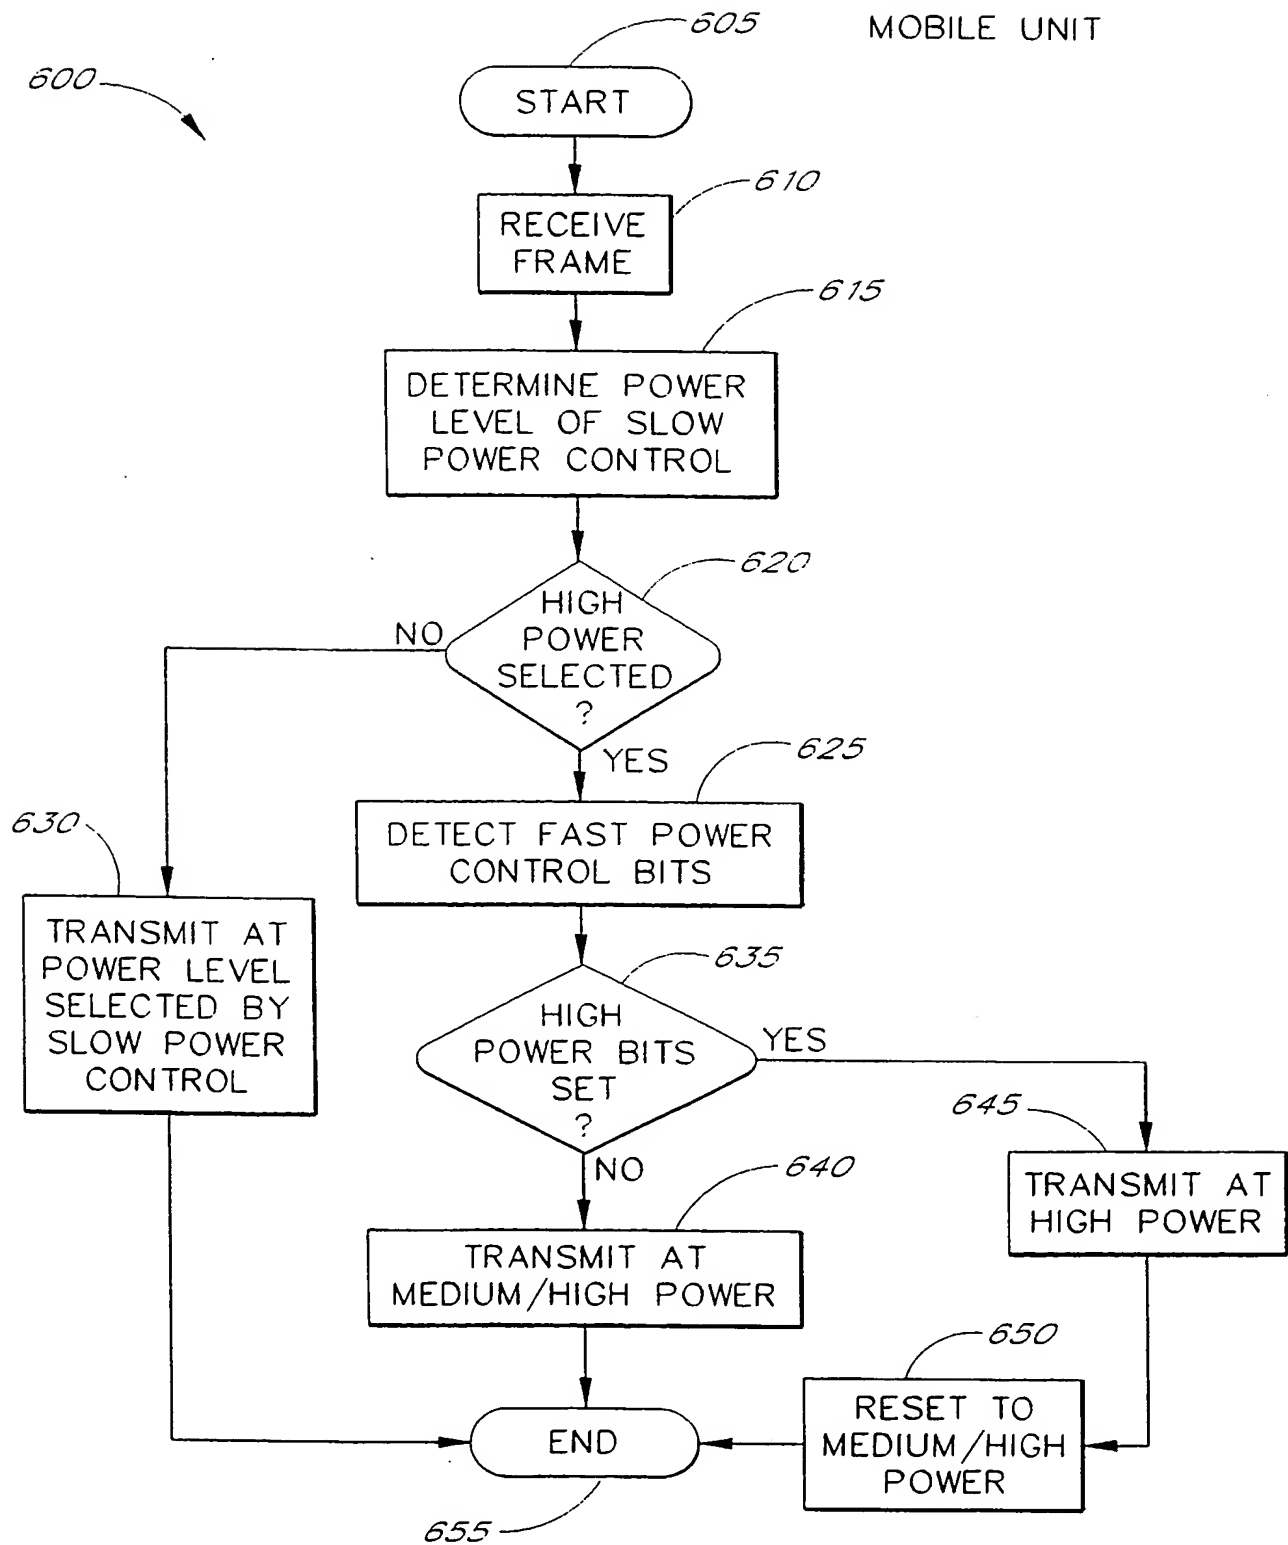 605
MOBILE UNIT
600
START
610
RECEIVE
FRAME
615
DETERMINE POWER
LEVEL OF SLOW
POWER CONTROL
620
HIGH
POWER
SELECTED
?
NO
YES
625
DETECT FAST POWER
CONTROL BITS
630
TRANSMIT AT
POWER LEVEL
SELECTED BY
SLOW POWER
CONTROL
635
HIGH
POWER BITS
SET
?
YES
NO
645
TRANSMIT AT
HIGH POWER
640
TRANSMIT AT
MEDIUM/HIGH POWER
650
RESET TO
MEDIUM/HIGH
POWER
END
655